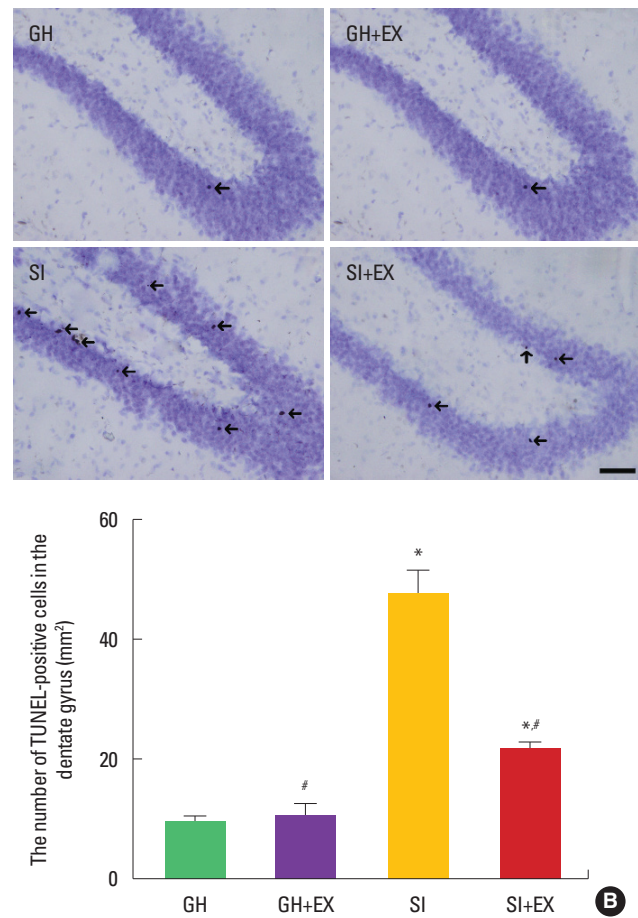 GH
GH+EX
SI
SI+EX
The number of TUNEL-positive cells in the
dentate gyrus (mm²)
60
40
20
0
#
*
*,#
GH
GH+EX
SI
SI+EX
B